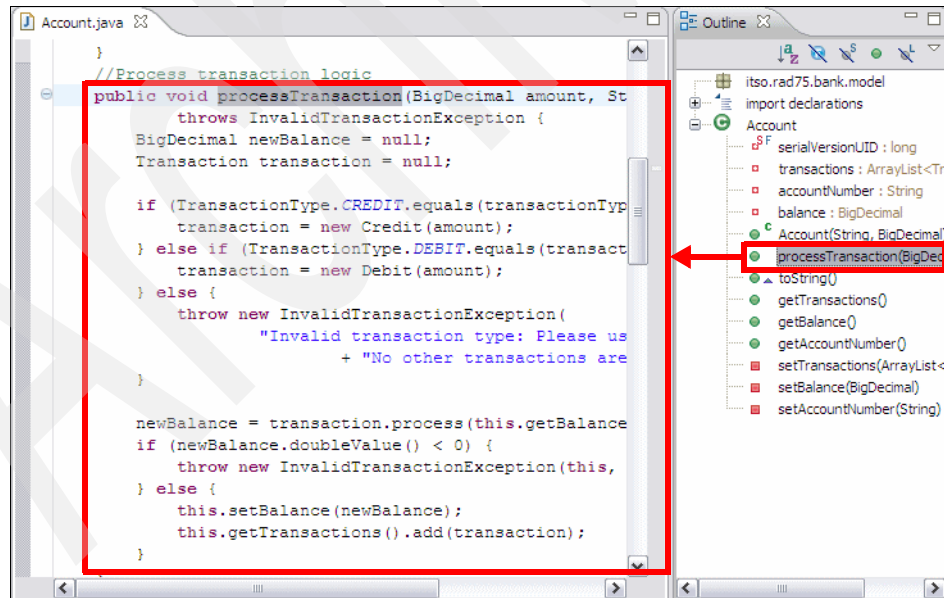 Account.java
}
//Process transaction logic
public void processTransaction(BigDecimal amount, St
throws InvalidTransactionException {
BigDecimal newBalance = null;
Transaction transaction = null;
if (TransactionType.CREDIT.equals(transactionTyp
transaction = new Credit(amount);
} else if (TransactionType.DEBIT.equals(transact
transaction = new Debit(amount);
} else {
throw new InvalidTransactionException(
"Invalid transaction type: Please us
+ "No other transactions are
}
newBalance = transaction.process(this.getBalance
if (newBalance.doubleValue() < 0) {
throw new InvalidTransactionException(this,
} else {
this.setBalance(newBalance);
this.getTransactions().add(transaction);
}
Outline
itso.rad75.bank.model
import declarations
Account
serialVersionUID : long
transactions : ArrayList<Tr
accountNumber : String
balance : BigDecimal
Account(String, BigDecimal)
processTransaction(BigDec
toString()
getTransactions()
getBalance()
getAccountNumber()
setTransactions(ArrayList<
setBalance(BigDecimal)
setAccountNumber(String)